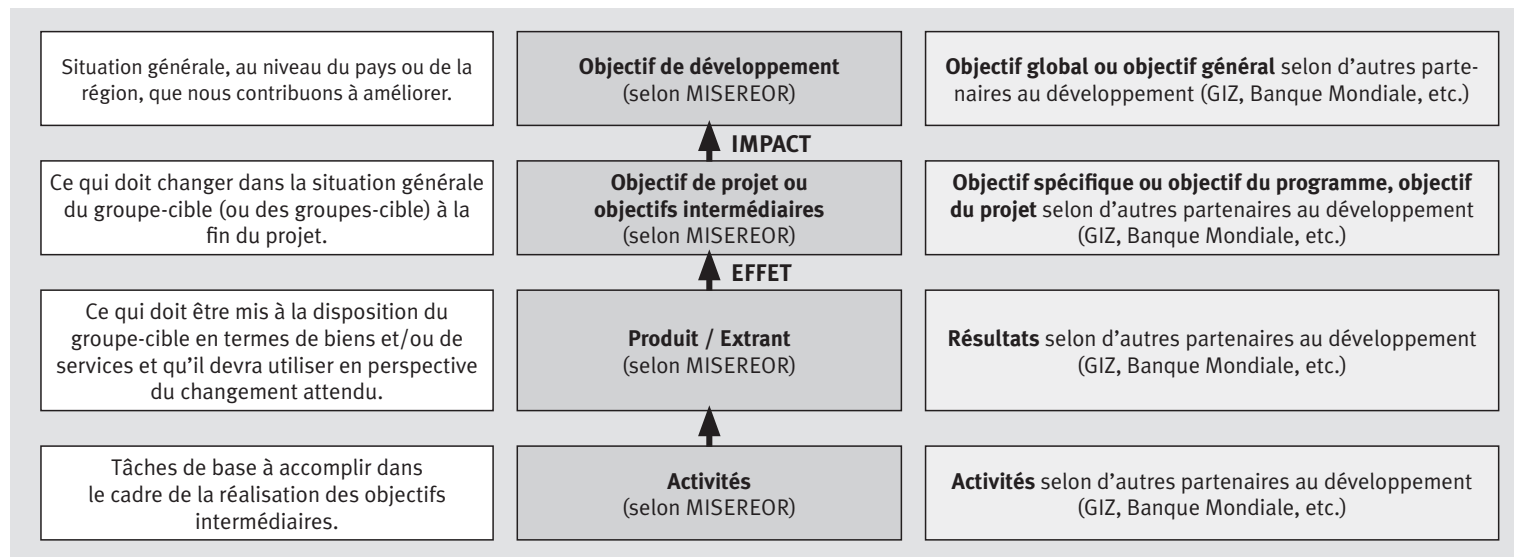 Situation générale, au niveau du pays ou de la
région, que nous contribuons à améliorer.
Objectif de développement
(selon MISEREOR)
Objectif global ou objectif général selon d'autres parte-
naires au développement (GIZ, Banque Mondiale, etc.)
IMPACT
Ce qui doit changer dans la situation générale
du groupe-cible (ou des groupes-cible) à la
fin du projet.
Objectif de projet ou
objectifs intermédiaires
(selon MISEREOR)
Objectif spécifique ou objectif du programme, objectif
du projet selon d'autres partenaires au développement
(GIZ, Banque Mondiale, etc.)
EFFET
Ce qui doit être mis à la disposition du
groupe-cible en termes de biens et/ou de
services et qu'il devra utiliser en perspective
du changement attendu.
Produit / Extrant
(selon MISEREOR)
Résultats selon d'autres partenaires au développement
(GIZ, Banque Mondiale, etc.)
Tâches de base à accomplir dans
le cadre de la réalisation des objectifs
intermédiaires.
Activités
(selon MISEREOR)
Activités selon d'autres partenaires au développement
(GIZ, Banque Mondiale, etc.)